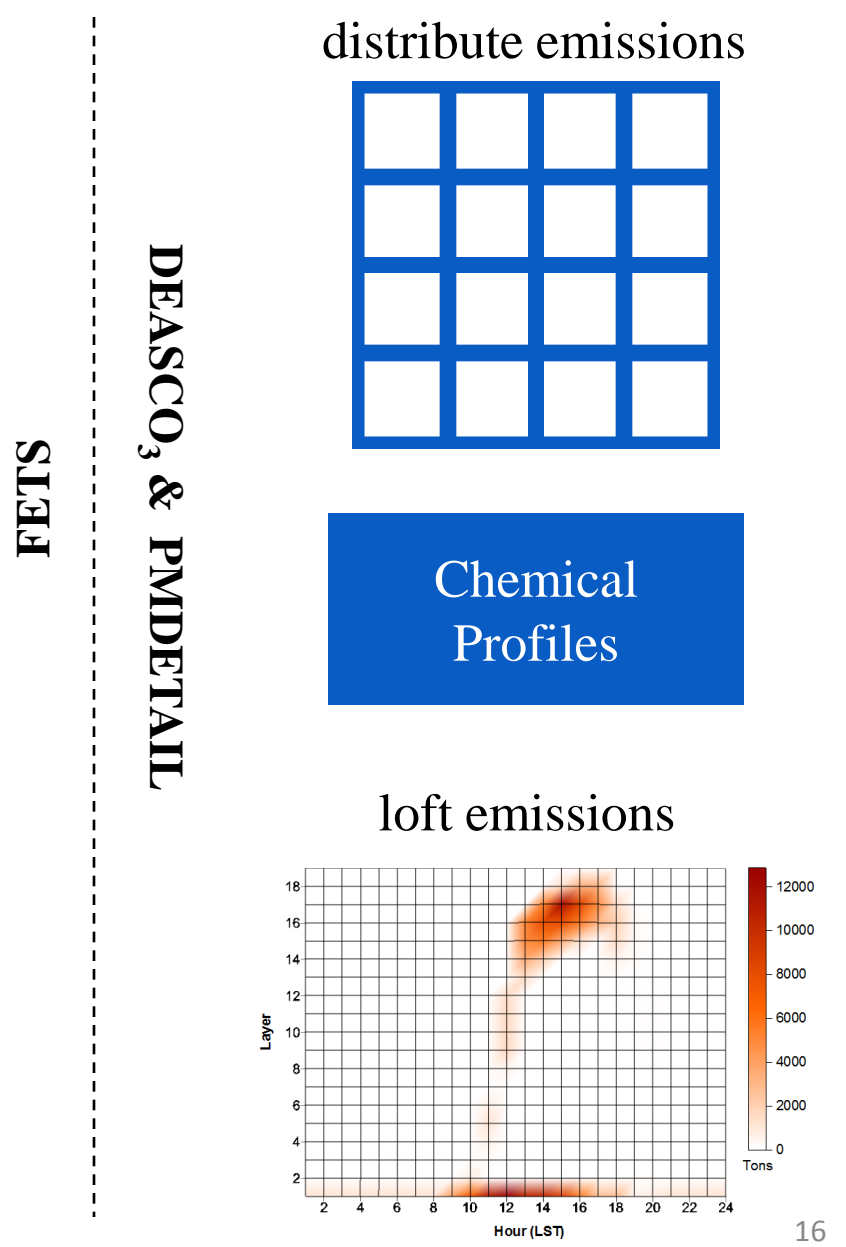 distribute emissions
FETS
DEASCO3 & PMDETAIL
Chemical
Profiles
loft emissions
18
16
14
12
10
8
6
4
2
Layer
2 4 6 8 10 12 14 16 18 20 22 24
Hour (LST)
12000
10000
8000
6000
4000
2000
0
Tons
16